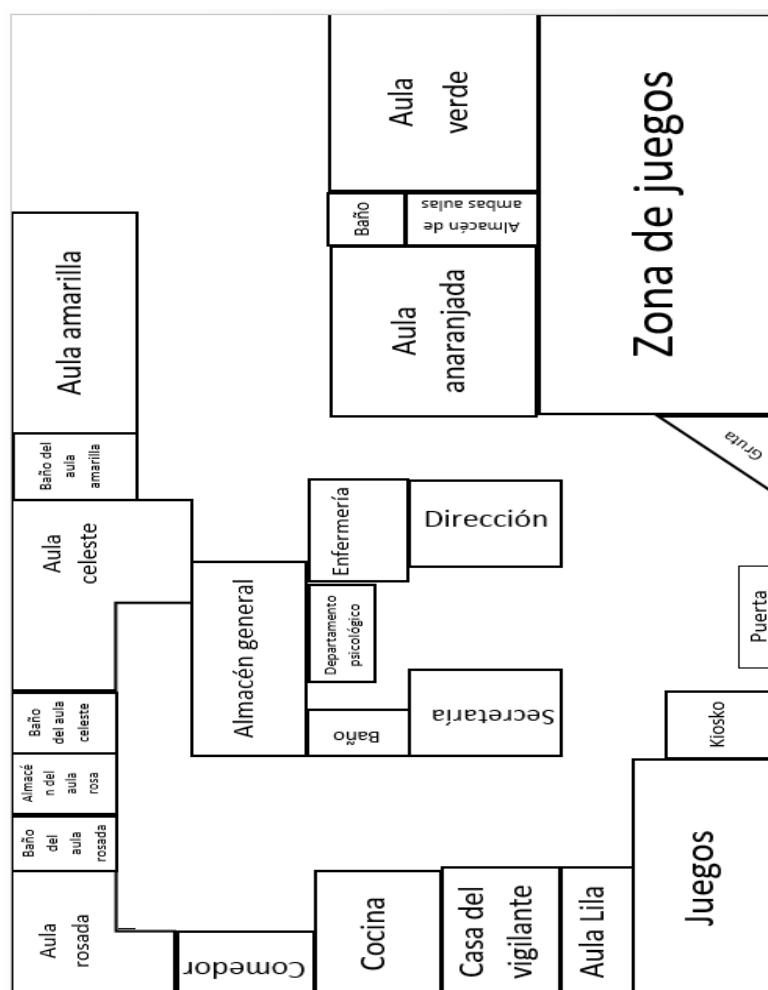 Aula
verde
Zona de juegos
Baño
Almacén de
ambas aulas
Aula amarilla
Aula
anaranjada
Gruta
Baño del
aula
amarilla
Aula
celeste
Enfermería
Dirección
Almacén general
Departamento
psicológico
Puerta
Baño
del aula
celeste
Baño
Secretaría
Kiosko
Almacé
n del
aula
rosa
Baño
del
aula
rosada
Juegos
Aula
rosada
Comedor
Cocina
Casa del
vigilante
Aula Lila